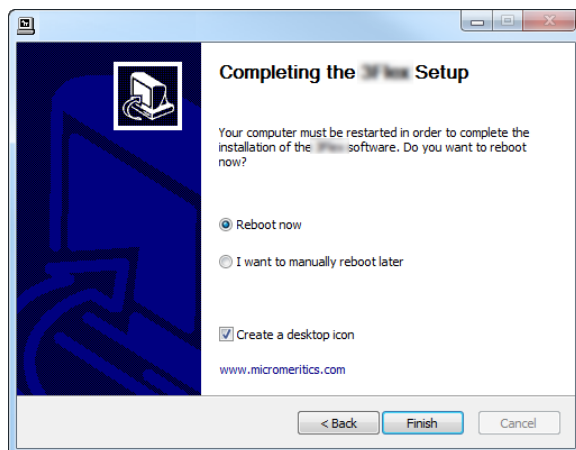 Completing the Setup
Your computer must be restarted in order to complete the
installation of the software. Do you want to reboot
now?
Reboot now
I want to manually reboot later
Create a desktop icon
www.micromeritics.com
< Back Finish Cancel